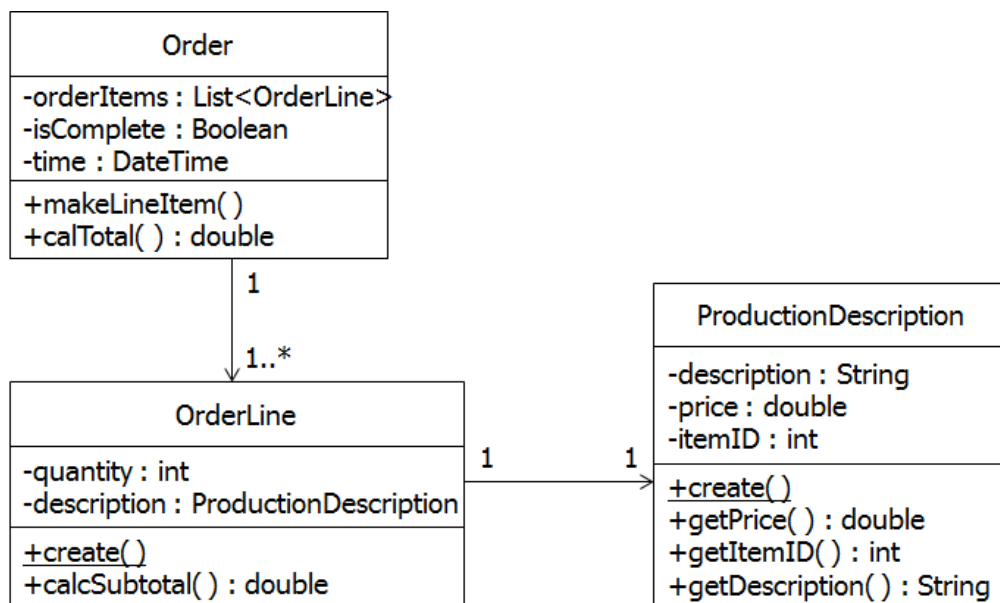 Order
-orderItems : List<OrderLine>
-isComplete : Boolean
-time : DateTime
+makeLineItem( )
+calTotal( ) : double
1
1..*
OrderLine
-quantity : int
-description : ProductionDescription
+create( )
+calcSubtotal( ) : double
1
1
ProductionDescription
-description : String
-price : double
-itemID : int
+create( )
+getPrice( ) : double
+getItemID( ) : int
+getDescription( ) : String